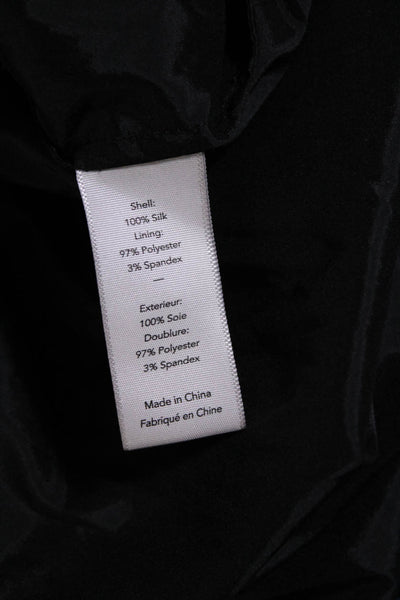 Shell:
100% Silk
Lining:
97% Polyester
3% Spandex
—
Exterieur:
100% Soie
Doublure:
97% Polyester
3% Spandex
Made in China
Fabriqué en Chine